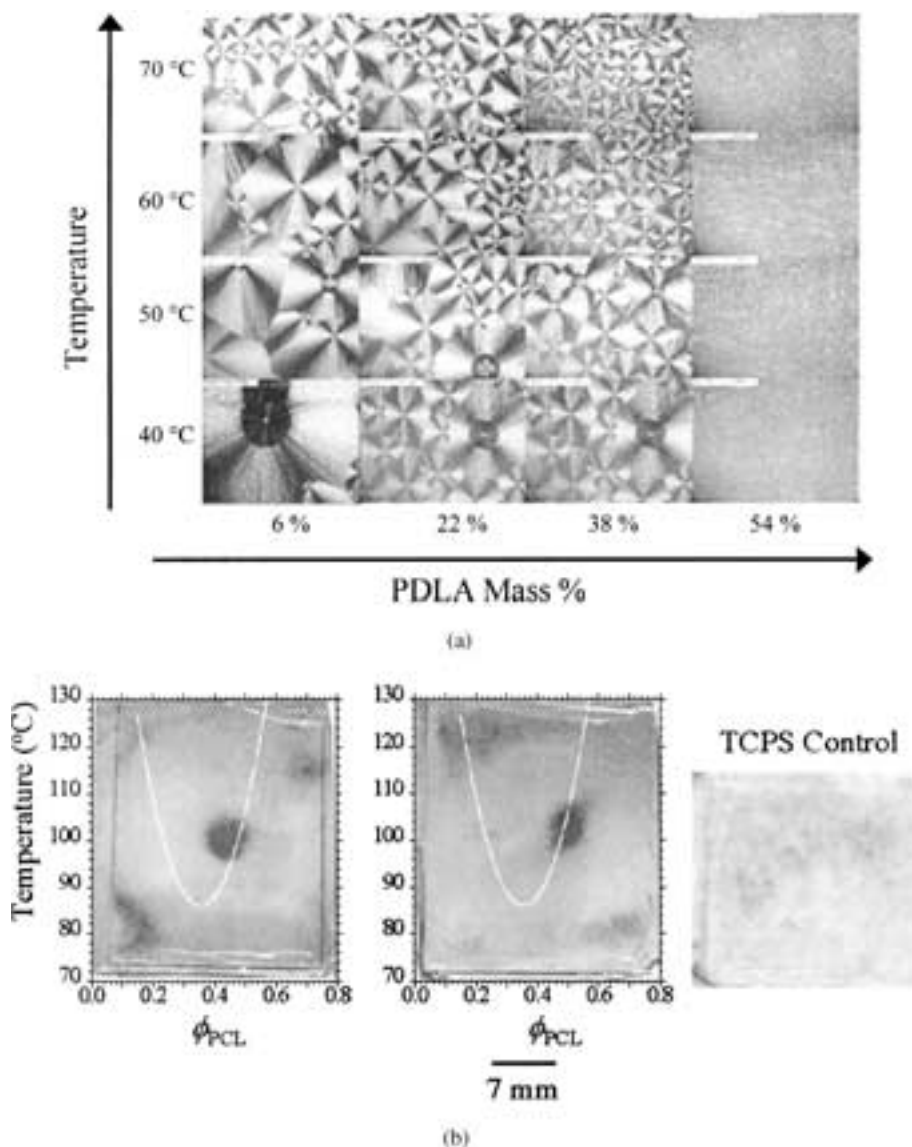 Temperature
70 °C
60 °C
50 °C
40 °C
6 %
22 %
38 %
54 %
PDLA Mass %
(a)
Temperature (°C)
130
120
110
100
90
80
70
0.0
0.2
0.4
0.6
0.8
ϕPCL
130
120
110
100
90
80
70
0.0
0.2
0.4
0.6
0.8
ϕPCL
TCPS Control
7 mm
(b)